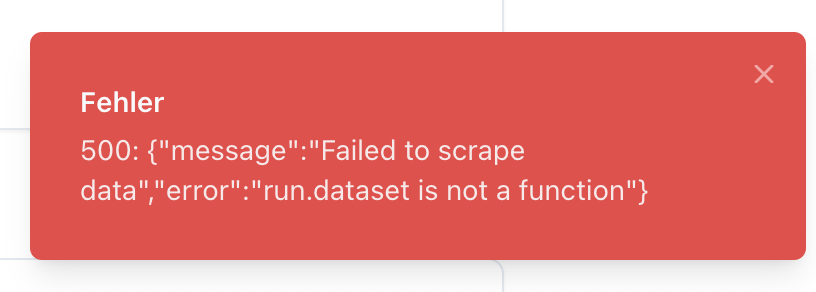 Fehler
500: {"message":"Failed to scrape
data","error":"run.dataset is not a function"}